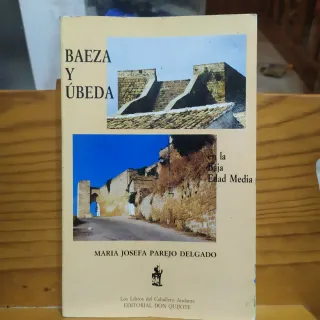 BAEZA
Y
ÚBEDA
en la
Baja
Edad Media
MARIA JOSEFA PAREJO DELGADO
Los Libros del Caballero Andante
EDITORIAL DON QUIJOTE